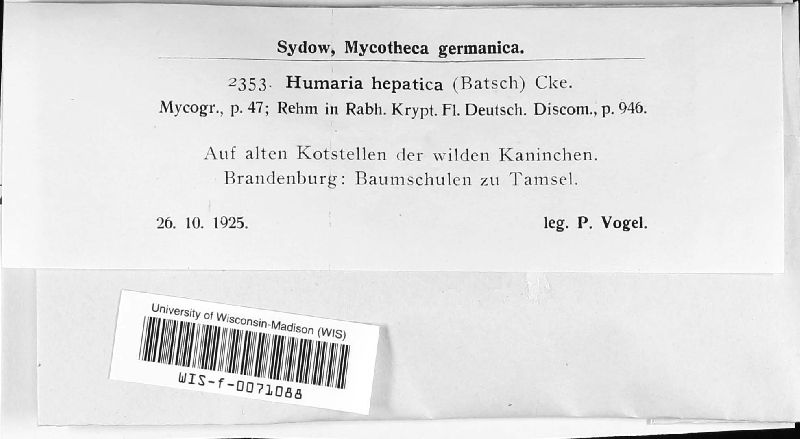 Sydow, Mycotheca germanica.
2353. Humaria hepatica (Batsch) Cke.
Mycogr., p. 47; Rehm in Rabh. Krypt. Fl. Deutsch. Discom., p. 946.
Auf alten Kotstellen der wilden Kaninchen.
Brandenburg: Baumschulen zu Tamsel.
26. 10. 1925. leg. P. Vogel.
University of Wisconsin-Madison (WIS)
WIS-f-0071088